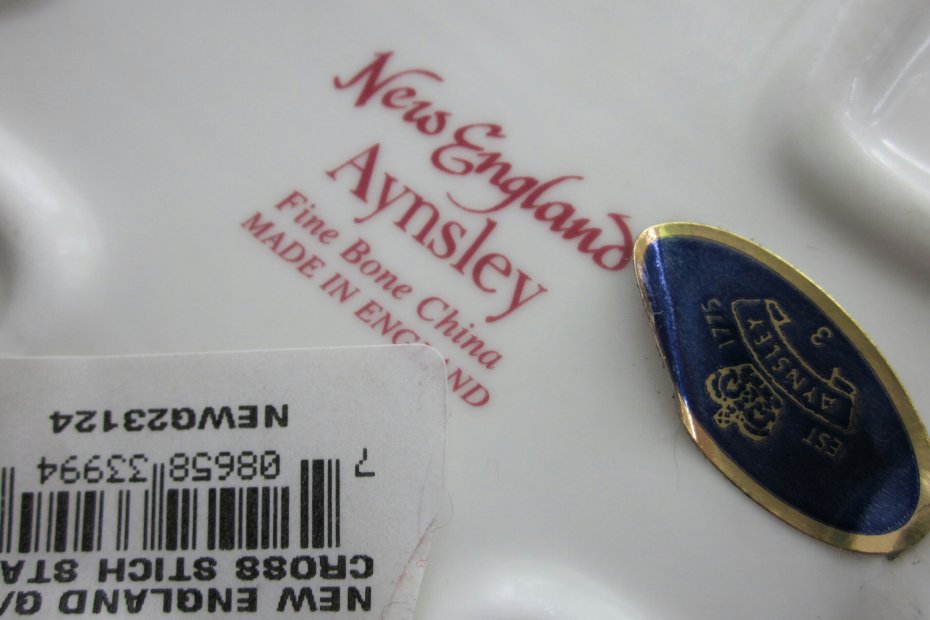 New England
Aynsley
Fine Bone China
MADE IN ENGLAND
EST 1775
AYNSLEY
3
NEW ENGLAND
CROSS STICH
7 08658 33994
NEWG23124